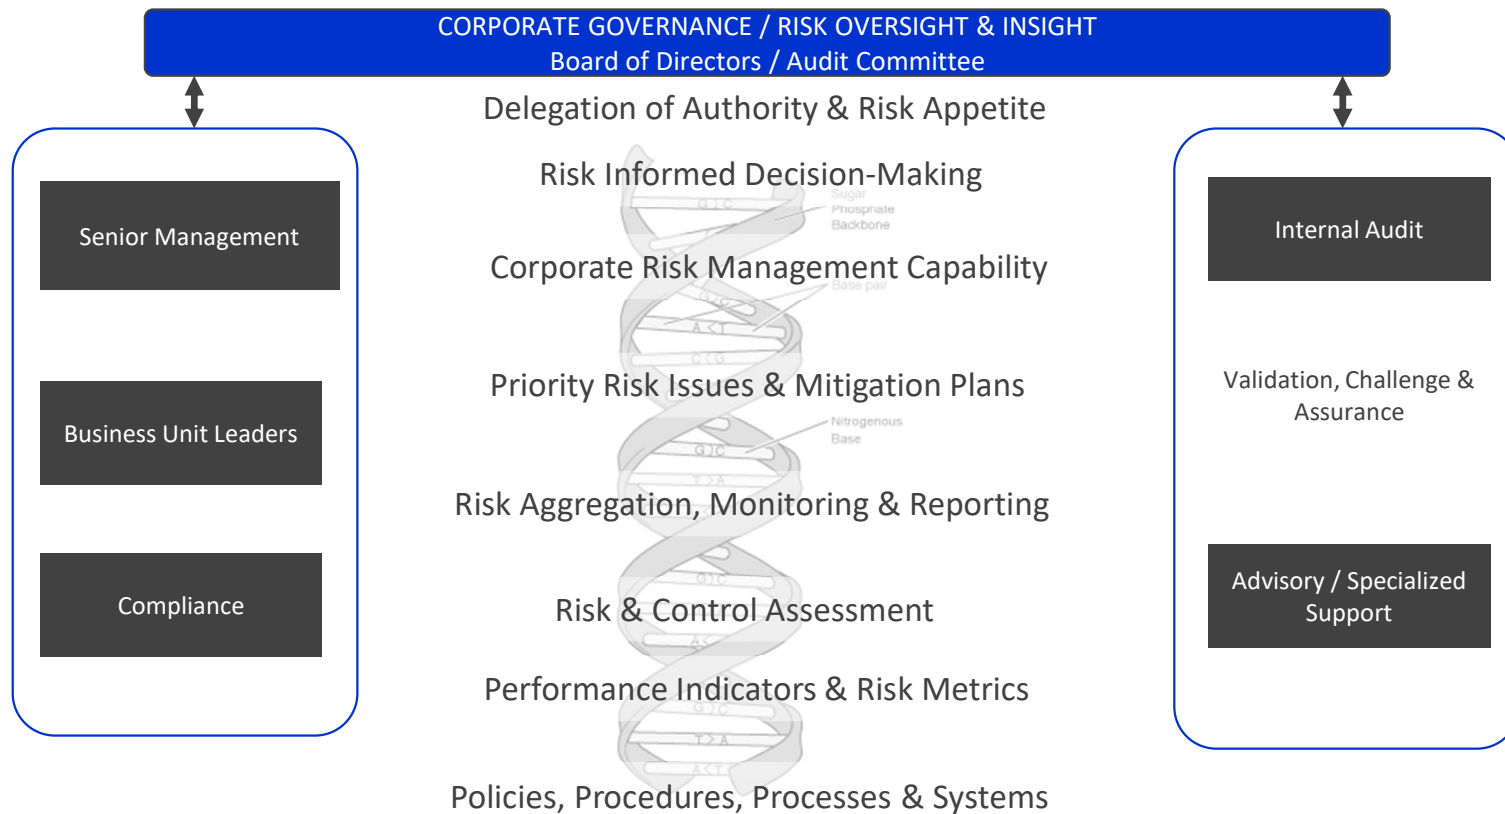 CORPORATE GOVERNANCE / RISK OVERSIGHT & INSIGHT
Board of Directors / Audit Committee
Delegation of Authority & Risk Appetite
Risk Informed Decision-Making
Corporate Risk Management Capability
Priority Risk Issues & Mitigation Plans
Risk Aggregation, Monitoring & Reporting
Risk & Control Assessment
Performance Indicators & Risk Metrics
Policies, Procedures, Processes & Systems
Senior Management
Business Unit Leaders
Compliance
Internal Audit
Validation, Challenge &
Assurance
Advisory / Specialized
Support
Sugar
Phosphate
Backbone
Base pair
Nitrogenous
Base
G C
A<T
C<G
G C
T>A
G C
G C
T>A
A<T